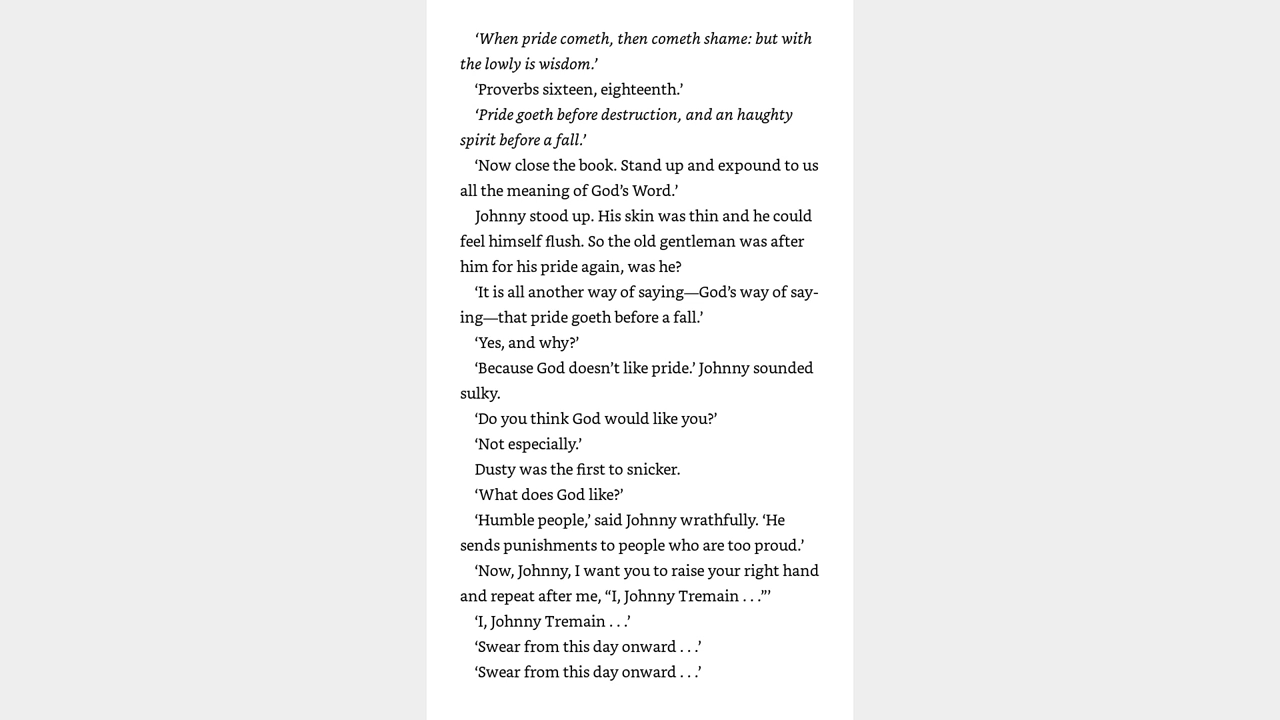 ‘When pride cometh, then cometh shame: but with
the lowly is wisdom.’
‘Proverbs sixteen, eighteenth.’
‘Pride goeth before destruction, and an haughty
spirit before a fall.’
‘Now close the book. Stand up and expound to us
all the meaning of God’s Word.’
Johnny stood up. His skin was thin and he could
feel himself flush. So the old gentleman was after
him for his pride again, was he?
‘It is all another way of saying—God’s way of say-
ing—that pride goeth before a fall.’
‘Yes, and why?’
‘Because God doesn’t like pride.’ Johnny sounded
sulky.
‘Do you think God would like you?’
‘Not especially.’
Dusty was the first to snicker.
‘What does God like?’
‘Humble people,’ said Johnny wrathfully. ‘He
sends punishments to people who are too proud.’
‘Now, Johnny, I want you to raise your right hand
and repeat after me, “I, Johnny Tremain . . .”’
‘I, Johnny Tremain . . .’
‘Swear from this day onward . . .’
‘Swear from this day onward . . .’